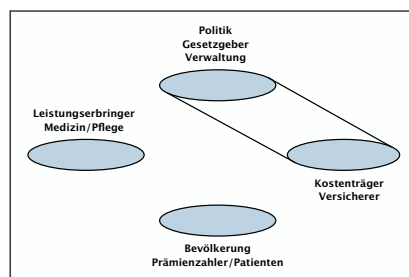 Politik
Gesetzgeber
Verwaltung
Leistungserbringer
Medizin/Pflege
Kostenträger
Versicherer
Bevölkerung
Prämienzahler/Patienten